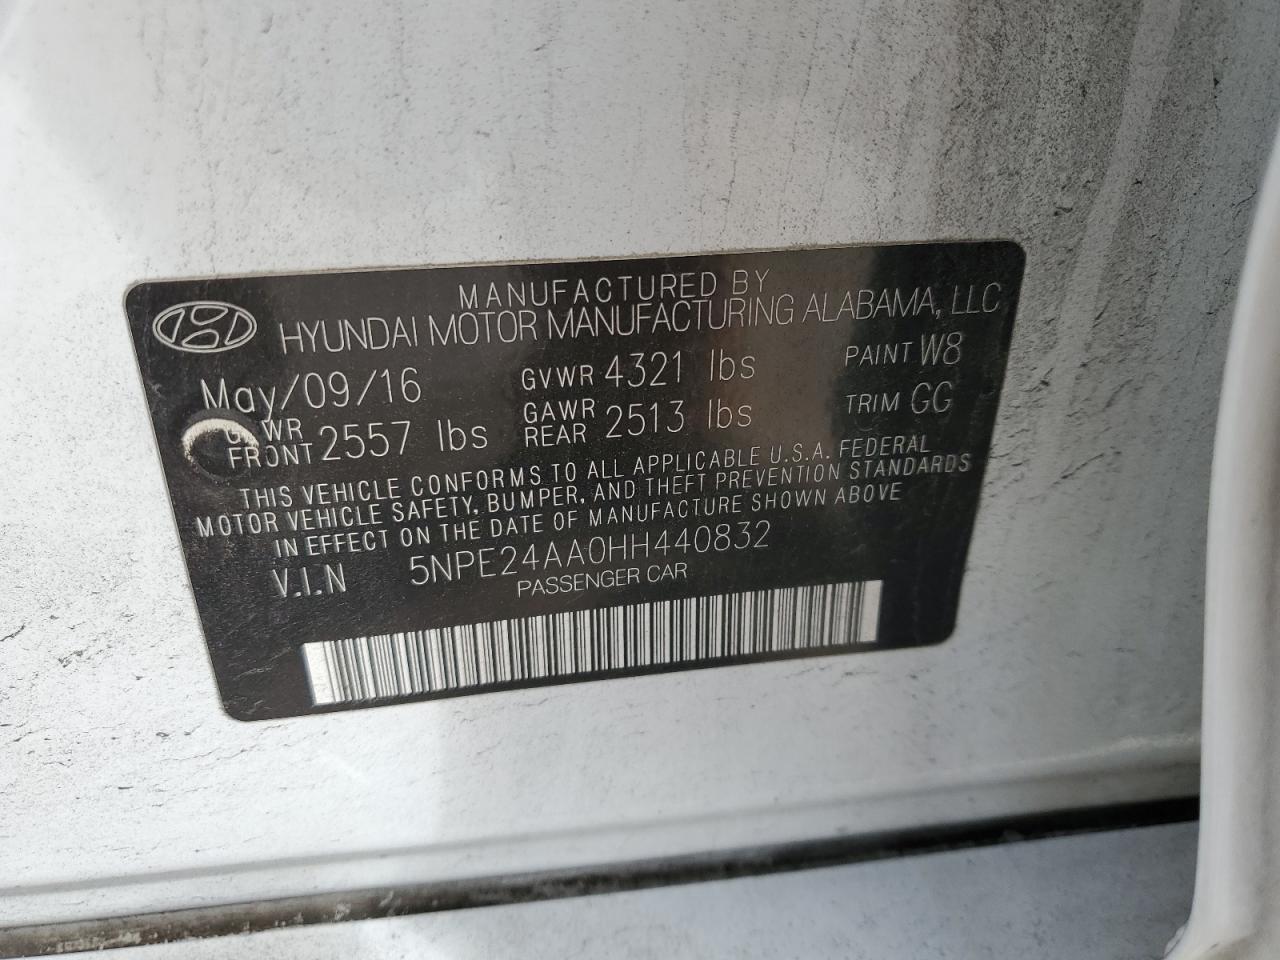 MANUFACTURED BY
HYUNDAI MOTOR MANUFACTURING ALABAMA, LLC
May/09/16 GVWR 4321 lbs PAINT W8
GAWR FRONT 2557 lbs GAWR REAR 2513 lbs TRIM GG
THIS VEHICLE CONFORMS TO ALL APPLICABLE U.S.A. FEDERAL
MOTOR VEHICLE SAFETY, BUMPER, AND THEFT PREVENTION STANDARDS
IN EFFECT ON THE DATE OF MANUFACTURE SHOWN ABOVE
V.I.N 5NPE24AA0HH440832
PASSENGER CAR